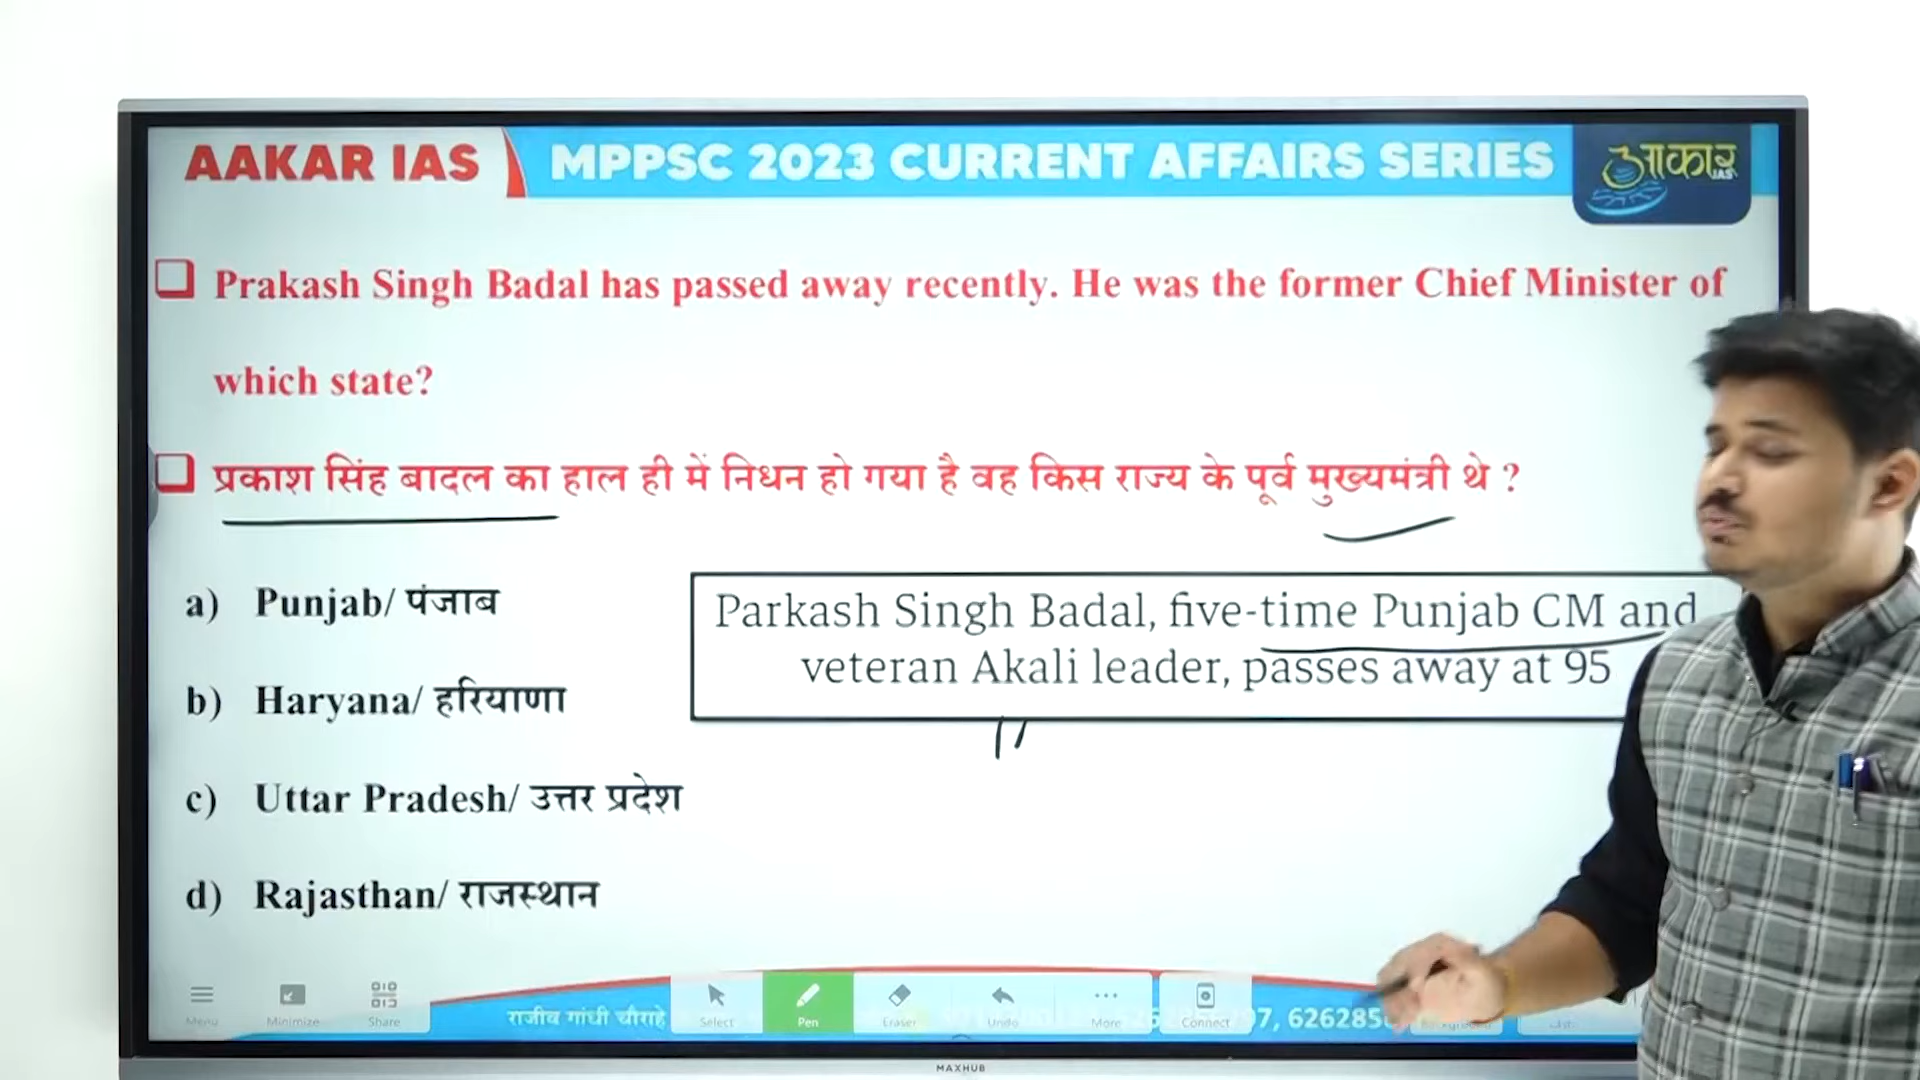 AAKAR IAS MPPSC 2023 CURRENT AFFAIRS SERIES आकार IAS
Prakash Singh Badal has passed away recently. He was the former Chief Minister of
which state?
प्रकाश सिंह बादल का हाल ही में निधन हो गया है वह किस राज्य के पूर्व मुख्यमंत्री थे ?
a) Punjab/ पंजाब
Parkash Singh Badal, five-time Punjab CM and
veteran Akali leader, passes away at 95
b) Haryana/ हरियाणा
c) Uttar Pradesh/ उत्तर प्रदेश
d) Rajasthan/ राजस्थान
Menu Minimize Share Select Pen Eraser Undo More Connect
राजीव गांधी चौराहे
MAXHUB